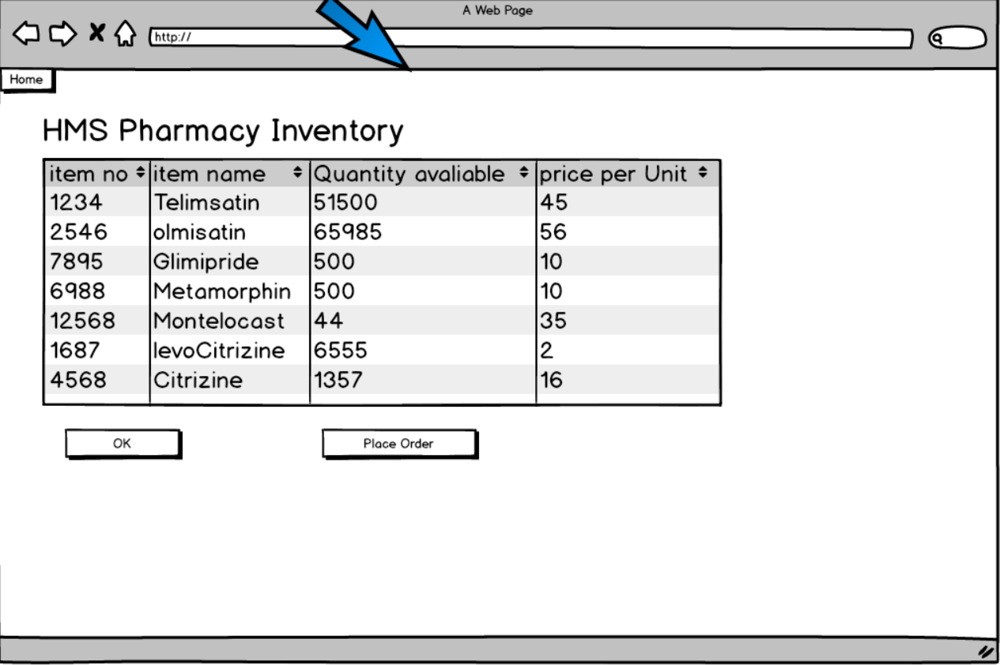 A Web Page
http://
Home
HMS Pharmacy Inventory
item no item name Quantity avaliable price per Unit
1234 Telimsatin 51500 45
2546 olmisatin 65985 56
7895 Glimipride 500 10
6988 Metamorphin 500 10
12568 Montelocast 44 35
1687 levoCitrizine 6555 2
4568 Citrizine 1357 16
OK Place Order